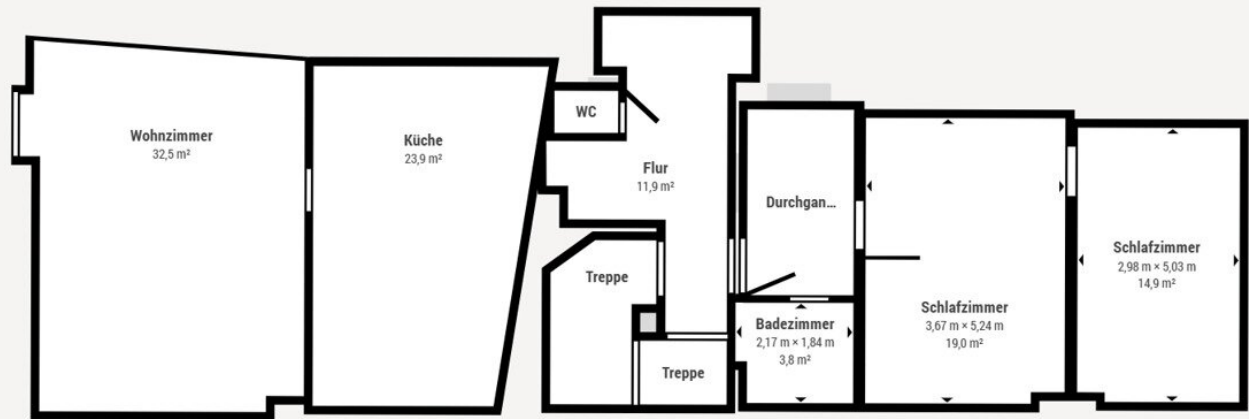 Wohnzimmer
32,5 m²
Küche
23,9 m²
WC
Flur
11,9 m²
Treppe
Treppe
Durchgan...
Badezimmer
2,17 m × 1,84 m
3,8 m²
Schlafzimmer
3,67 m × 5,24 m
19,0 m²
Schlafzimmer
2,98 m × 5,03 m
14,9 m²